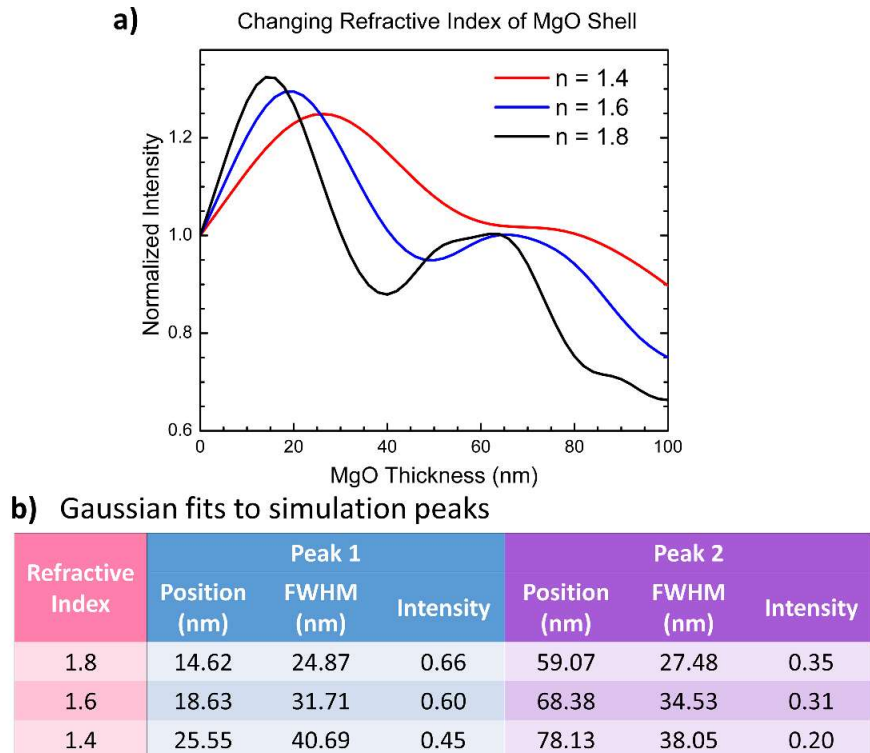 a) Changing Refractive Index of MgO Shell
n = 1.4
n = 1.6
n = 1.8
Normalized Intensity
1.2
1.0
0.8
0.6
0 20 40 60 80 100
MgO Thickness (nm)
b) Gaussian fits to simulation peaks
Refractive Index Peak 1 Peak 2
Position (nm) FWHM (nm) Intensity Position (nm) FWHM (nm) Intensity
1.8 14.62 24.87 0.66 59.07 27.48 0.35
1.6 18.63 31.71 0.60 68.38 34.53 0.31
1.4 25.55 40.69 0.45 78.13 38.05 0.20